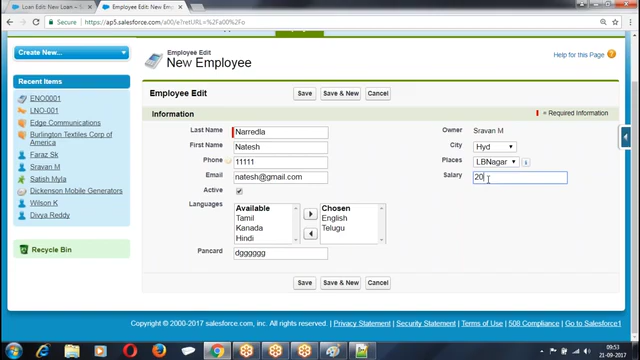 Loan Edit: New Loan ~ S
Employee Edit: New Emp
Secure
https://ap5.salesforce.com/a00/e?retURL=%2Fa00%2Fo
Create New...
Recent Items
ENO0001
LNO-001
Edge Communications
Burlington Textiles Corp of America
Faraz Sk
Sravan M
Satish Myla
Dickenson Mobile Generators
Wilson K
Divya Reddy
Recycle Bin
Employee Edit
New Employee
Help for this Page
Employee Edit
Save
Save & New
Cancel
Information
= Required Information
Last Name
Narredla
Owner
Sravan M
First Name
Natesh
City
Hyd
Phone
11111
Places
LBNagar
Email
natesh@gmail.com
Salary
20
Active
Languages
Available
Chosen
Tamil
Kanada
Hindi
English
Telugu
Pancard
dgggggg
Save
Save & New
Cancel
Copyright © 2000-2017 salesforce.com, inc. All rights reserved. | Privacy Statement | Security Statement | Terms of Use | 508 Compliance | Go to Salesforce1
09:53
21-09-2017